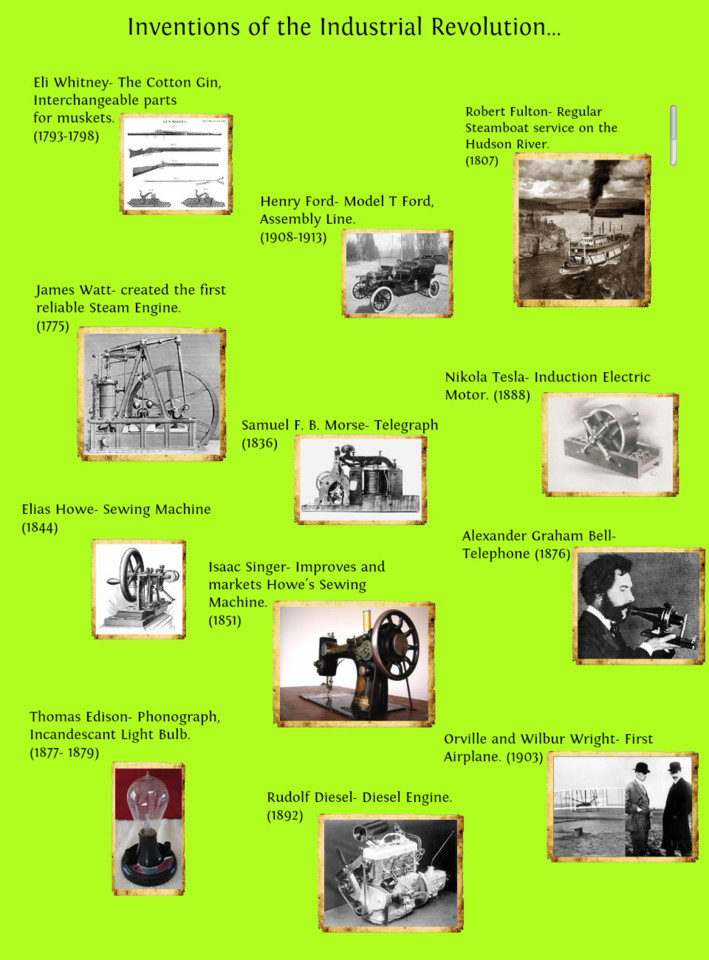 Inventions of the Industrial Revolution...
Eli Whitney- The Cotton Gin,
Interchangeable parts
for muskets.
(1793-1798)
Robert Fulton- Regular
Steamboat service on the
Hudson River.
(1807)
Henry Ford- Model T Ford,
Assembly Line.
(1908-1913)
James Watt- created the first
reliable Steam Engine.
(1775)
Nikola Tesla- Induction Electric
Motor. (1888)
Samuel F. B. Morse- Telegraph
(1836)
Elias Howe- Sewing Machine
(1844)
Alexander Graham Bell-
Telephone (1876)
Isaac Singer- Improves and
markets Howe's Sewing
Machine.
(1851)
Thomas Edison- Phonograph,
Incandescant Light Bulb.
(1877- 1879)
Orville and Wilbur Wright- First
Airplane. (1903)
Rudolf Diesel- Diesel Engine.
(1892)